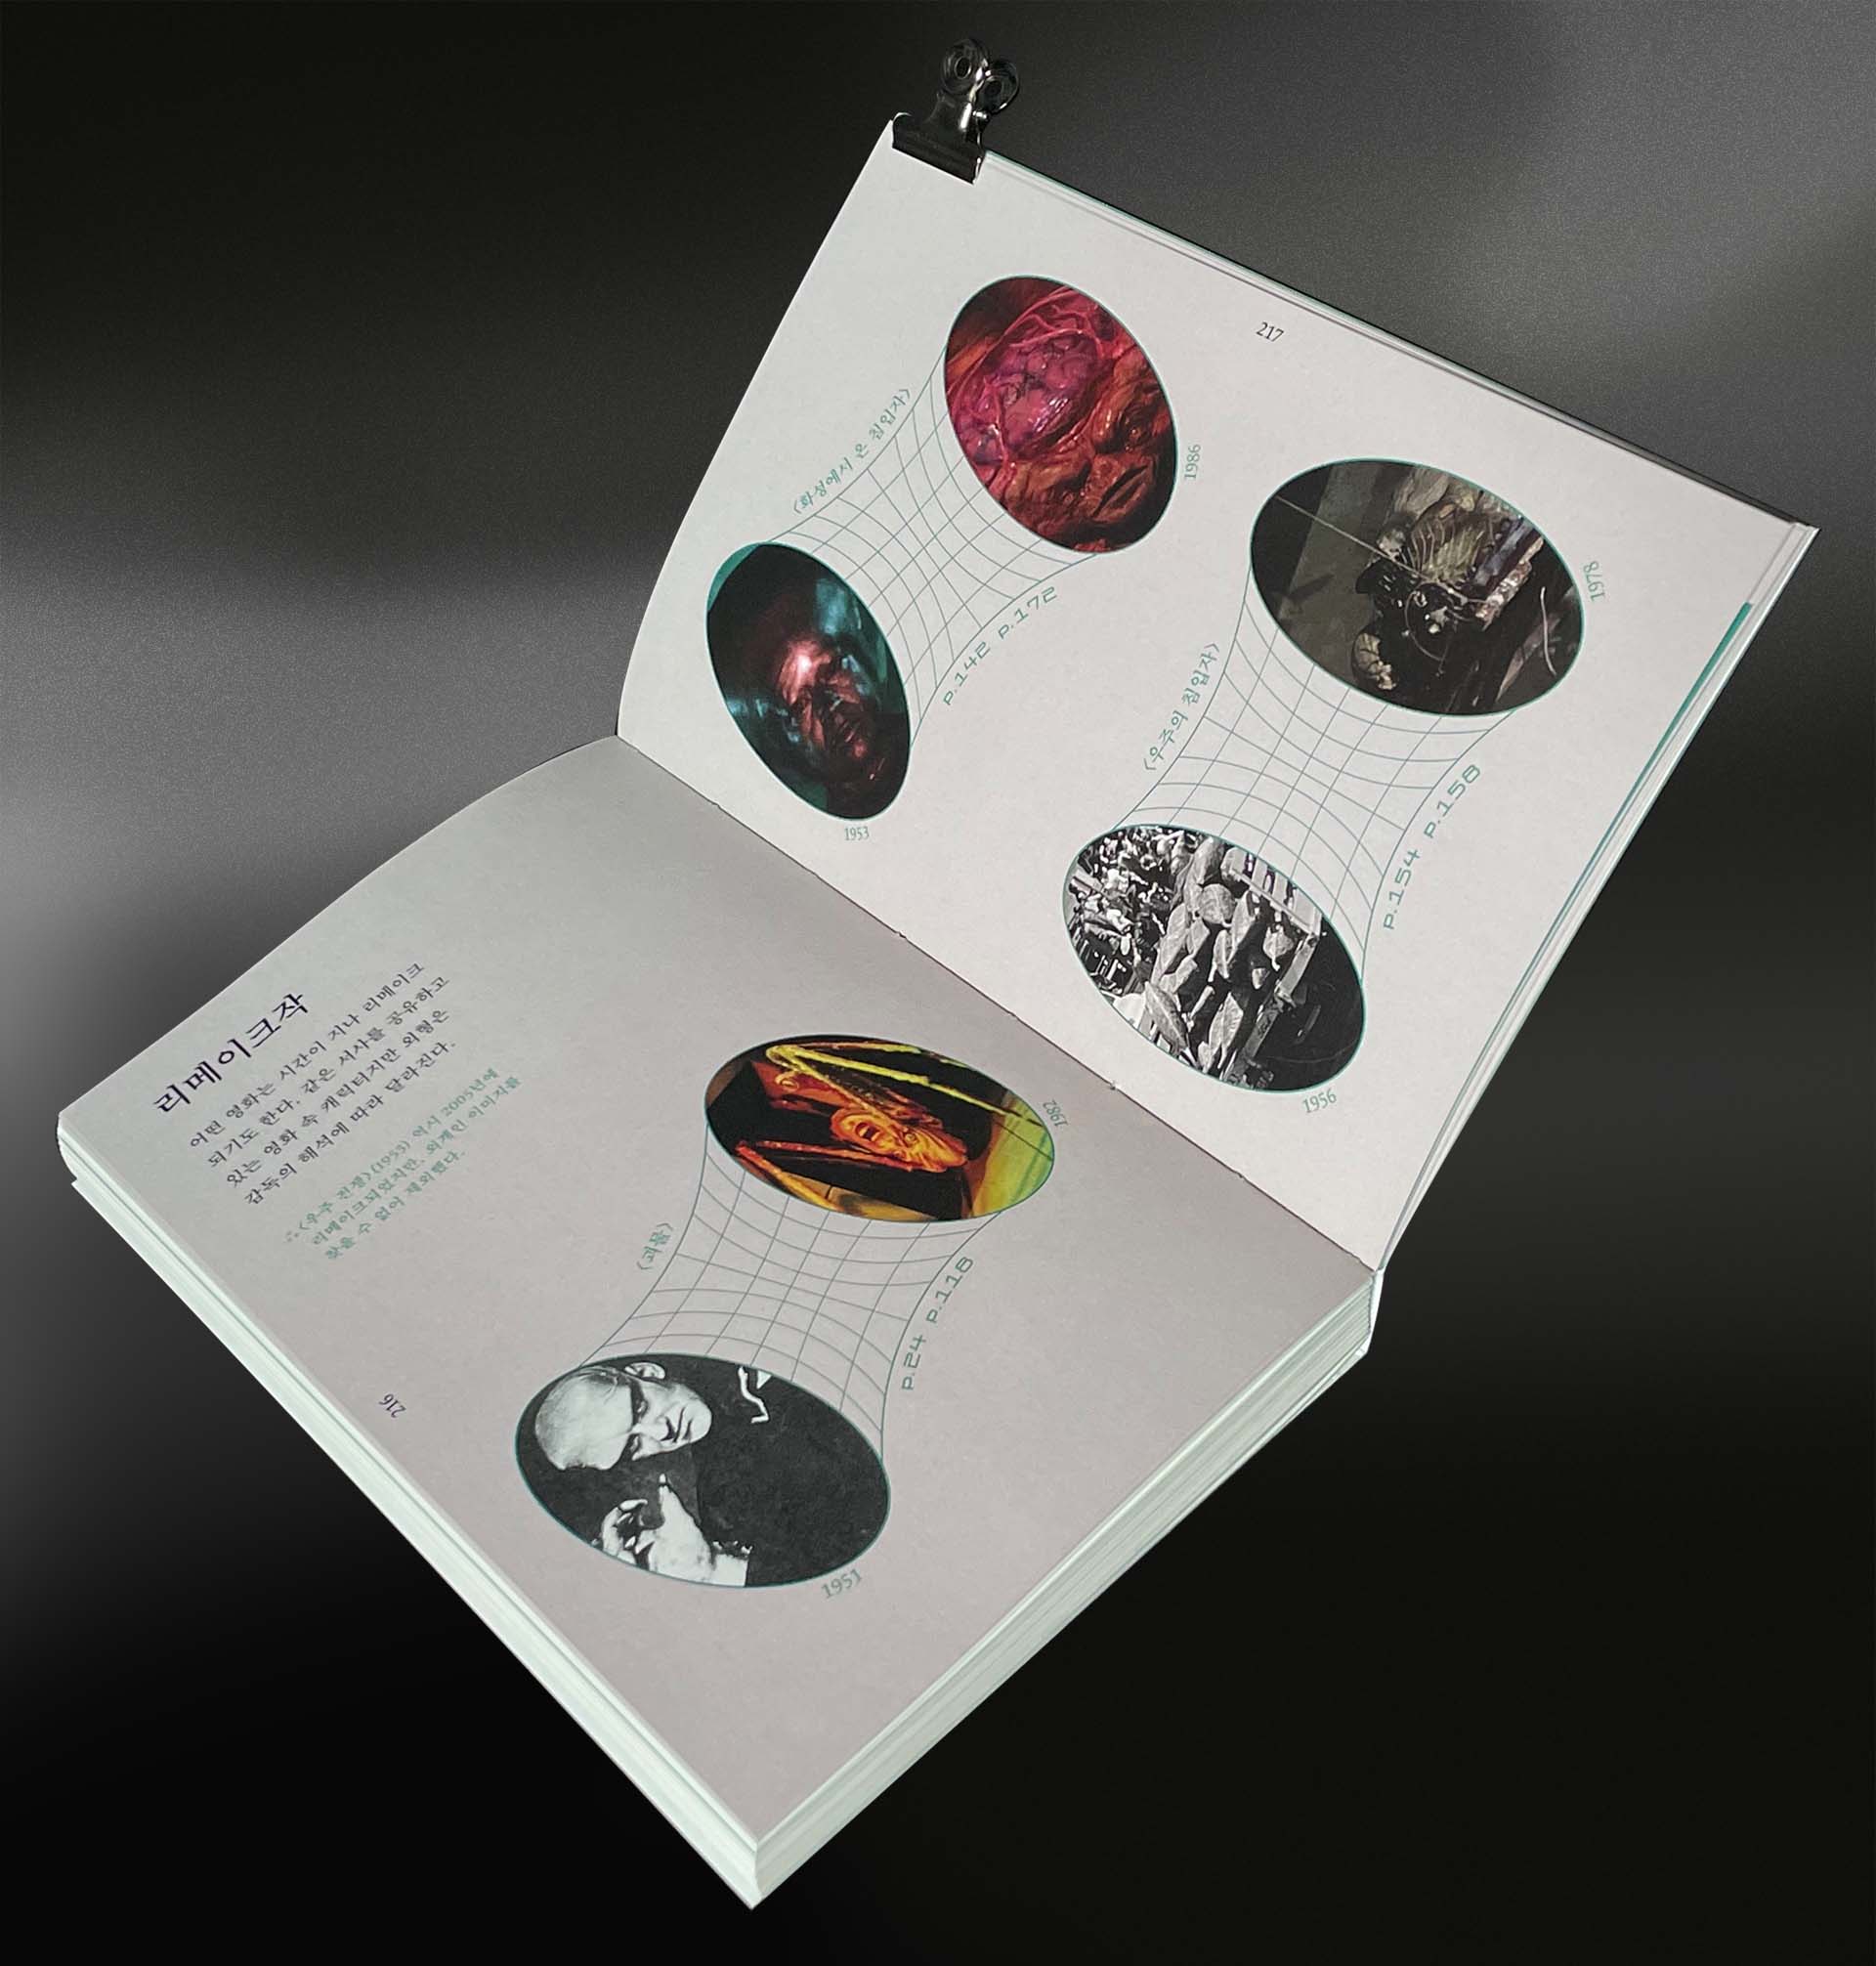 리메이크작
어떤 영화는 시간이 지나 리메이크
되기도 한다. 같은 서사를 공유하고
있는 영화 속 캐릭터지만 외형은
감독의 해석에 따라 달라진다.
∴〈우주 전쟁〉(1953) 역시 2005년에
리메이크되었지만, 외계인 이미지를
찾을 수 없어 제외했다.
216
〈괴물〉
1982
p.24 p.118
1951
217
〈화성에서 온 침입자〉
1986
p.142 p.172
1953
〈우주의 침입자〉
1978
p.154 p.158
1956